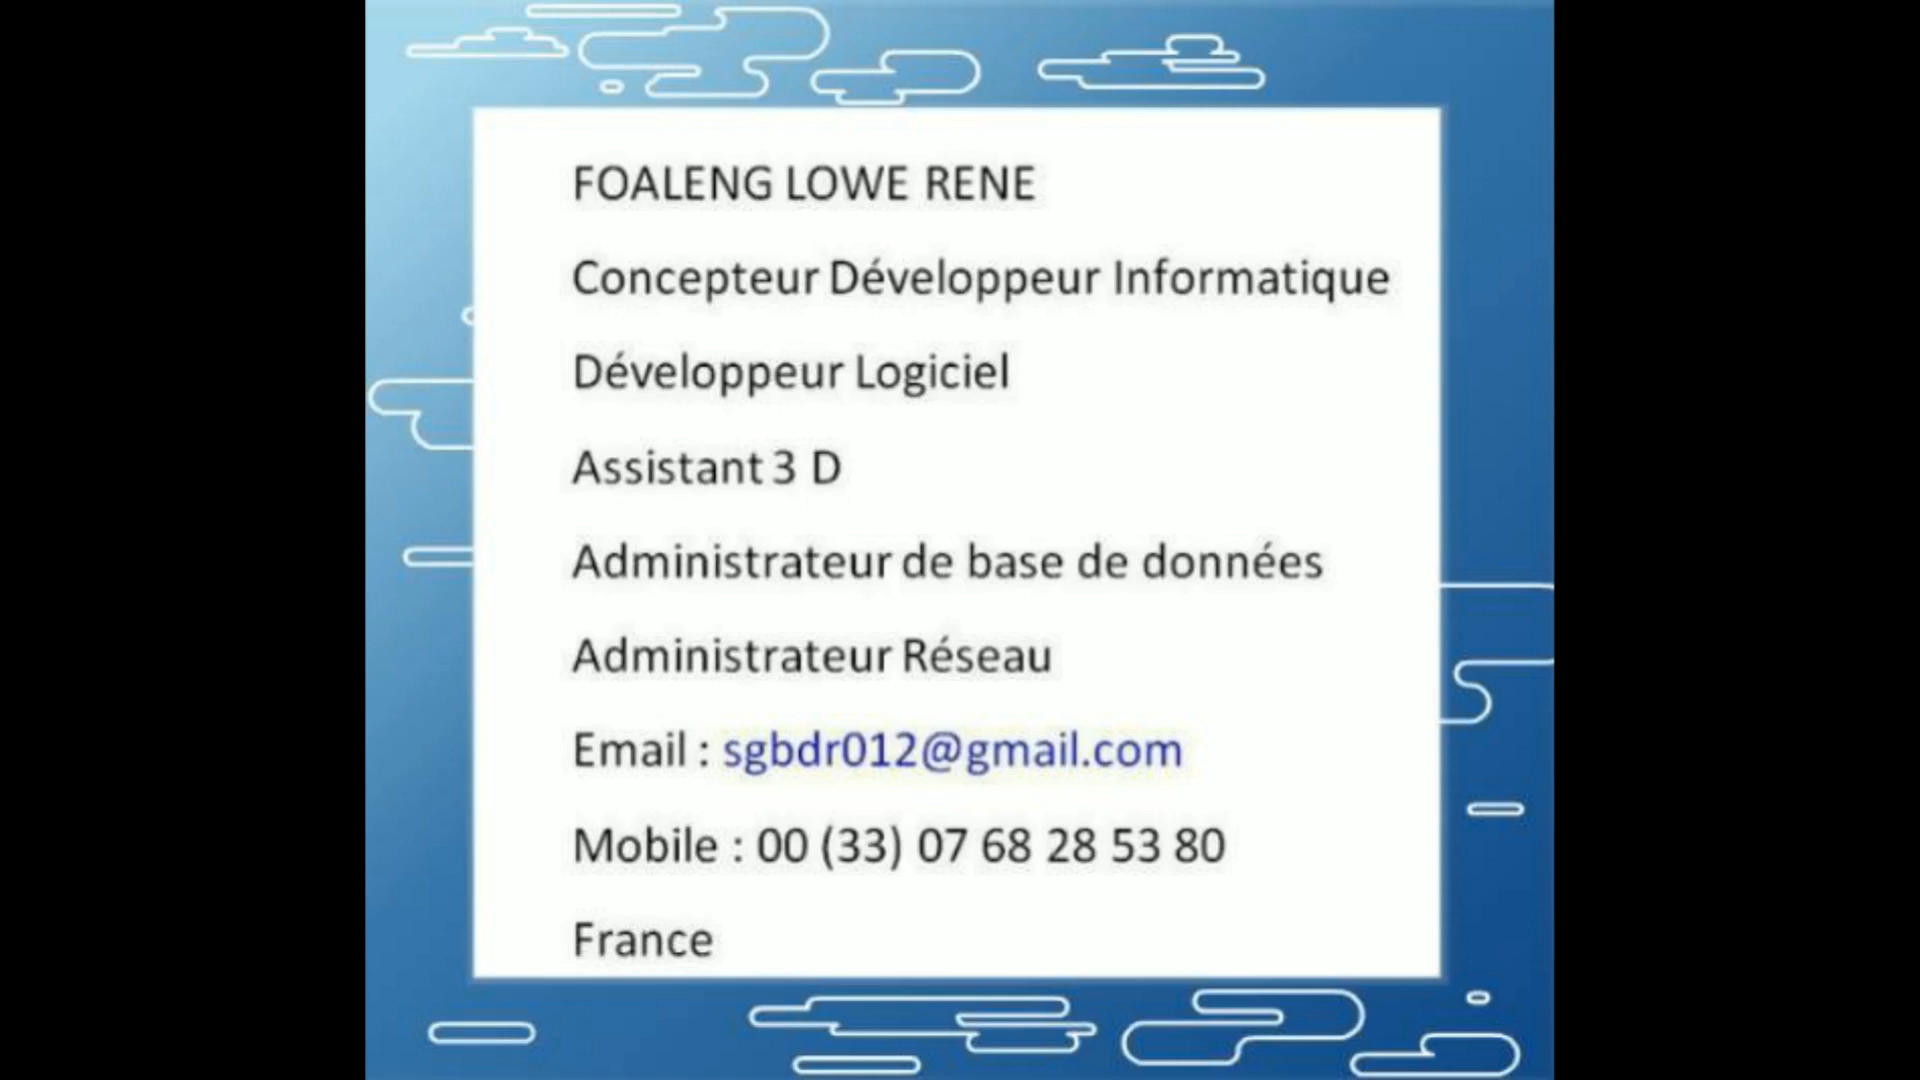 FOALENG LOWE RENE
Concepteur Développeur Informatique
Développeur Logiciel
Assistant 3 D
Administrateur de base de données
Administrateur Réseau
Email : sgbdr012@gmail.com
Mobile : 00 (33) 07 68 28 53 80
France